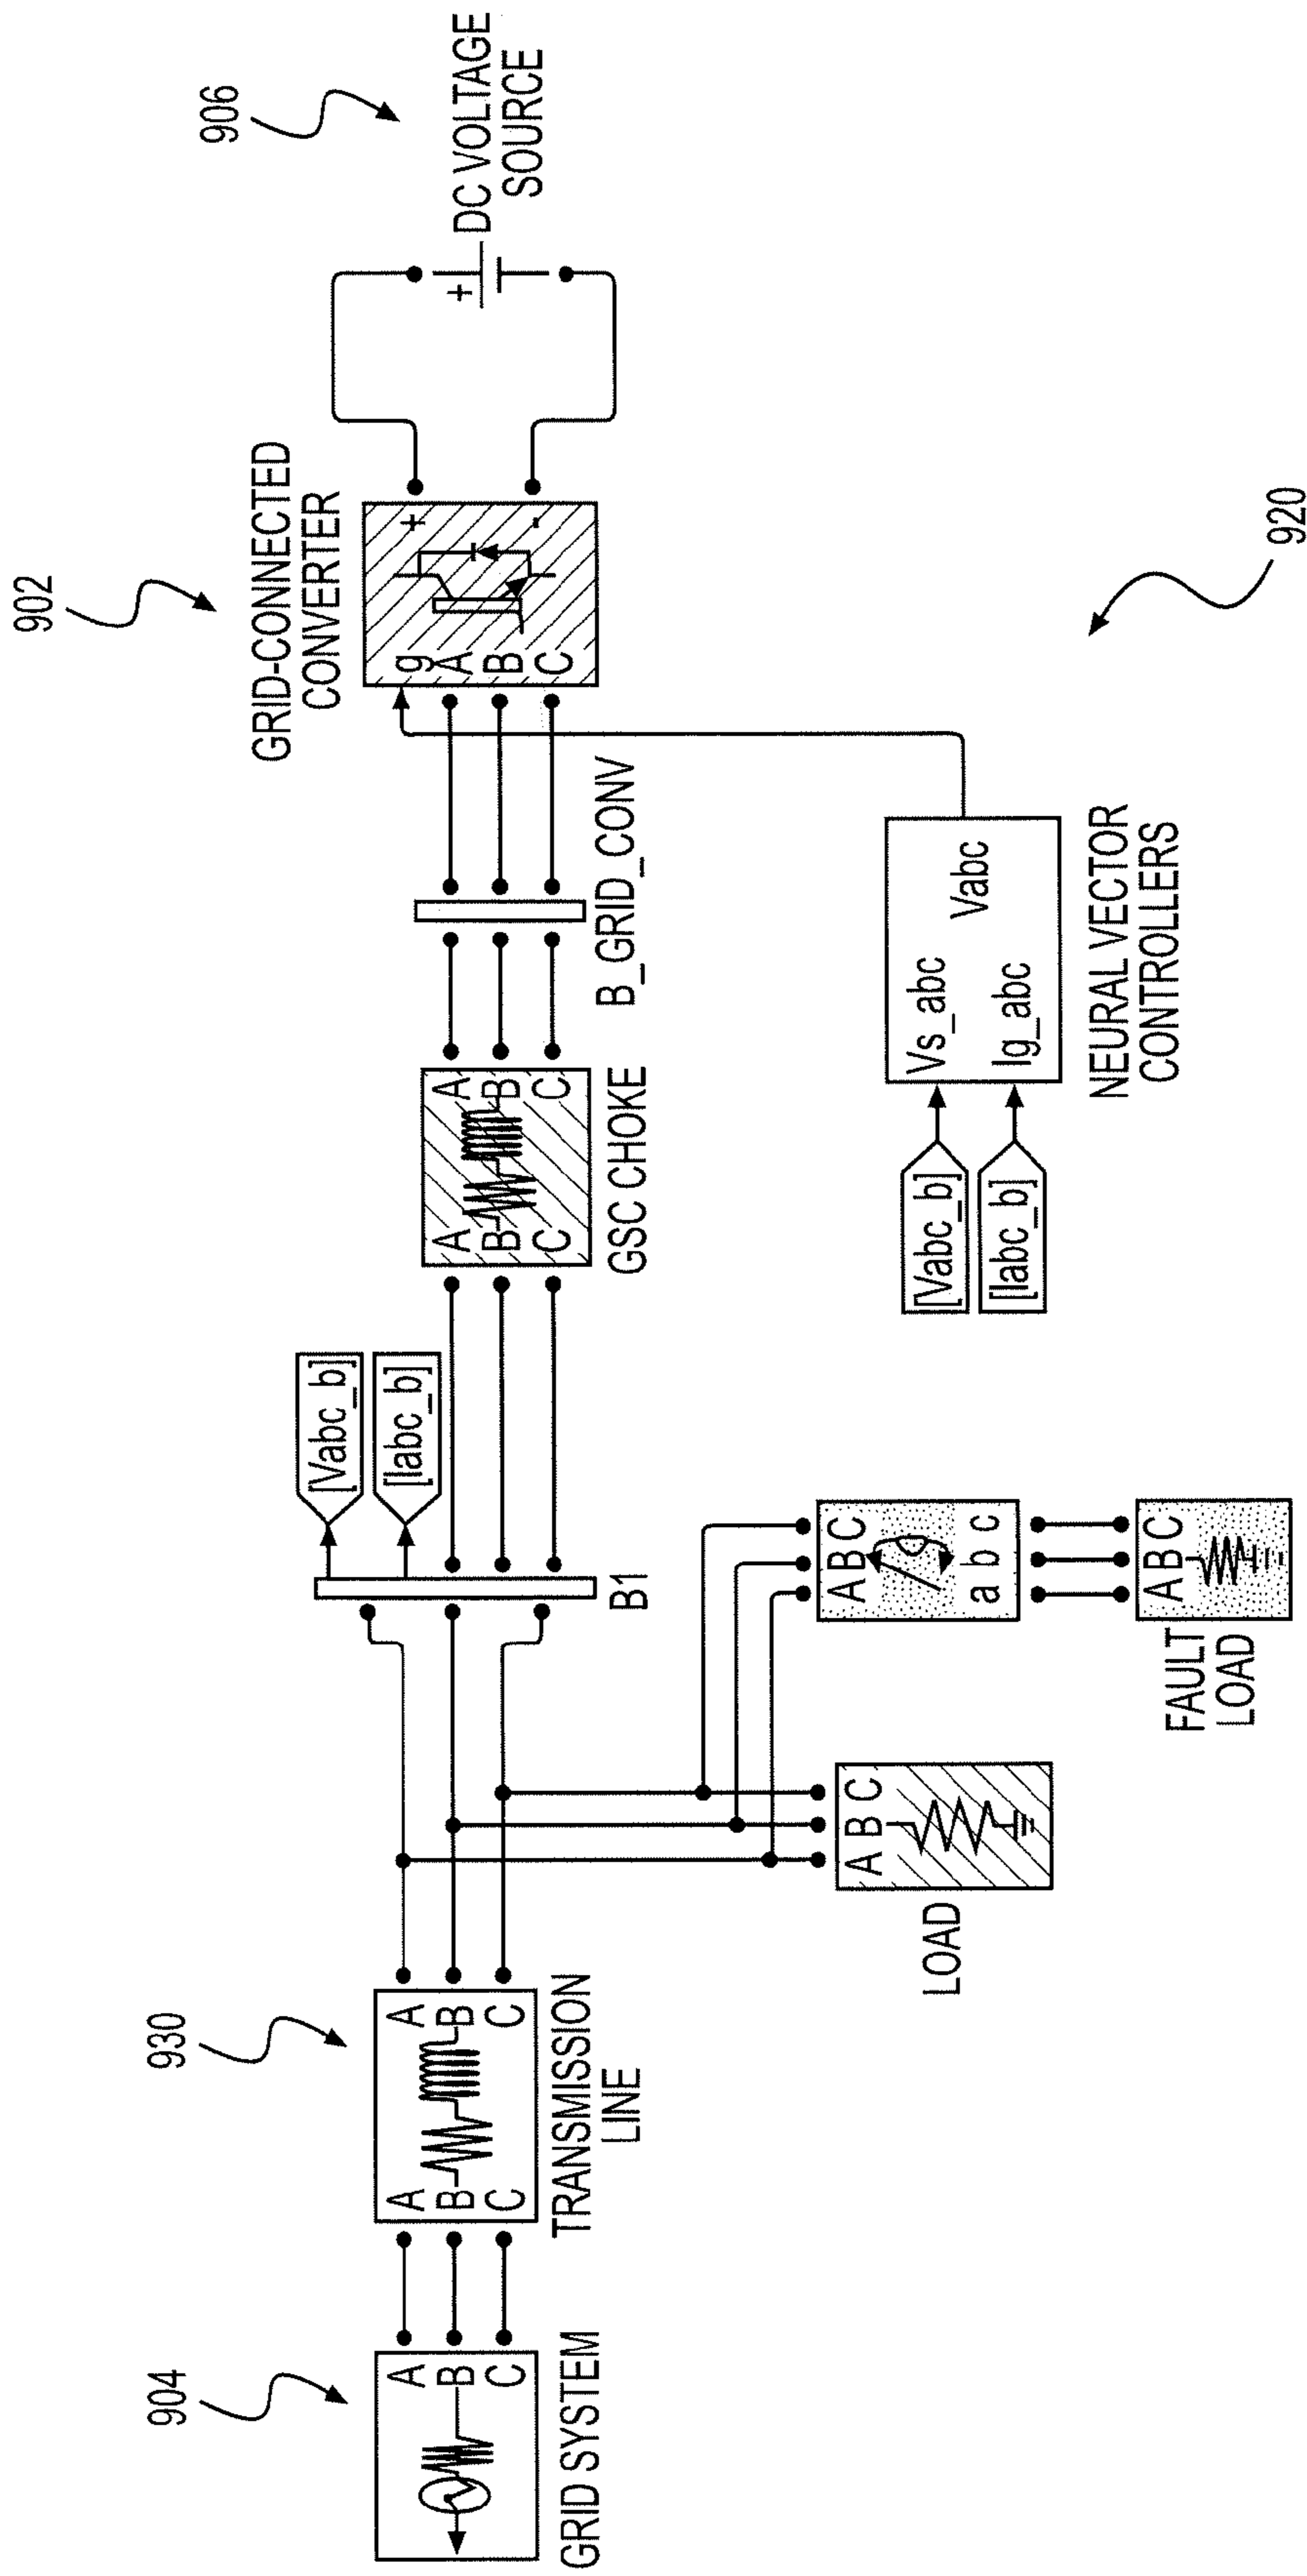 902
906
904
930
920
GRID SYSTEM
A
B
C
TRANSMISSION
LINE
A
B
C
A
B
C
LOAD
A B C
FAULT
LOAD
A B C
A B C
a b c
B1
[Vabc_b]
[Iabc_b]
GSC CHOKE
A
B
C
A
B
C
B_GRID_CONV
GRID-CONNECTED
CONVERTER
g
A
B
C
+
-
DC VOLTAGE
SOURCE
+
[Vabc_b]
[Iabc_b]
Vs_abc
Ig_abc
Vabc
NEURAL VECTOR
CONTROLLERS